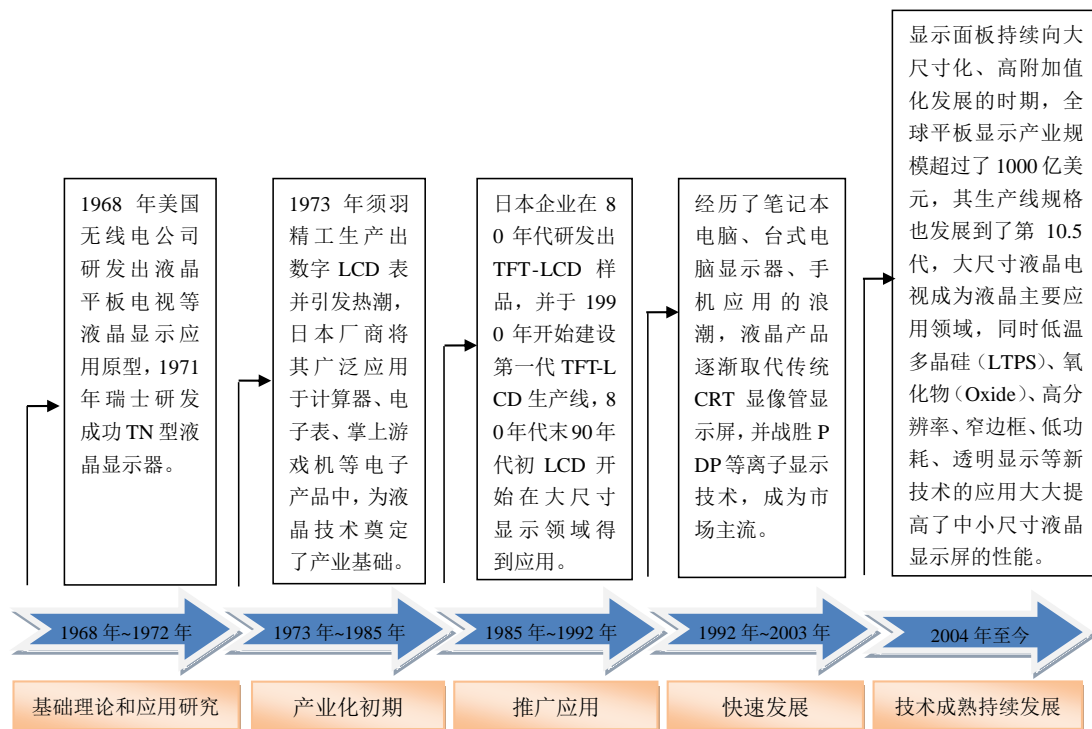 1968 年美国
无线电公司
研发出液晶
平板电视等
液晶显示应
用原型，1971
年瑞士研发
成功 TN 型液
晶显示器。
1973 年须羽
精工生产出
数字 LCD 表
并引发热潮，
日本厂商将
其广泛应用
于计算器、电
子表、掌上游
戏机等电子
产品中，为液
晶技术奠定
了产业基础。
日本企业在 8
0 年代研发出
TFT-LCD 样
品，并于 199
0 年开始建设
第一代 TFT-L
CD 生产线，8
0 年代末 90 年
代初 LCD 开
始在大尺寸
显示领域得
到应用。
经历了笔记本
电脑、台式电
脑显示器、手
机应用的浪
潮，液晶产品
逐渐取代传统
CRT 显像管显
示屏，并战胜 P
DP 等离子显示
技术，成为市
场主流。
显示面板持续向大
尺寸化、高附加值
化发展的时期，全
球平板显示产业规
模超过了 1000 亿美
元，其生产线规格
也发展到了第 10.5
代，大尺寸液晶电
视成为液晶主要应
用领域，同时低温
多晶硅（LTPS）、氧
化物（Oxide）、高分
辨率、窄边框、低功
耗、透明显示等新
技术的应用大大提
高了中小尺寸液晶
显示屏的性能。
1968 年~1972 年
1973 年~1985 年
1985 年~1992 年
1992 年~2003 年
2004 年至今
基础理论和应用研究
产业化初期
推广应用
快速发展
技术成熟持续发展